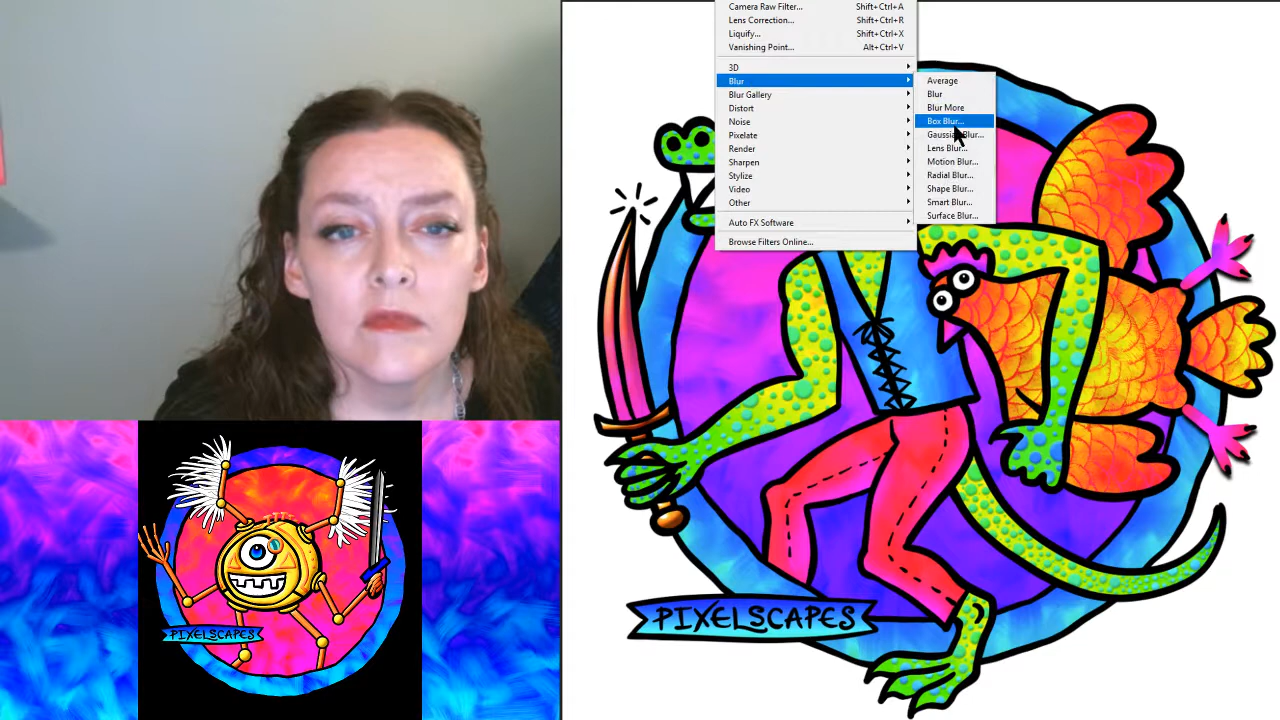 Camera Raw Filter... Shift+Ctrl+A
Lens Correction... Shift+Ctrl+R
Liquify... Shift+Ctrl+X
Vanishing Point... Alt+Ctrl+V
3D
Blur
Blur Gallery
Distort
Noise
Pixelate
Render
Sharpen
Stylize
Video
Other
Auto FX Software
Browse Filters Online...
Average
Blur
Blur More
Box Blur...
Gaussian Blur...
Lens Blur...
Motion Blur...
Radial Blur...
Shape Blur...
Smart Blur...
Surface Blur...
PIXELSCAPES
PIXELSCAPES